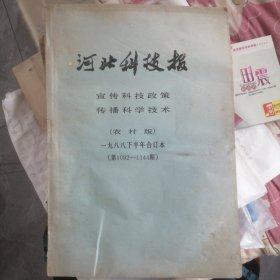 河北科技报
宣传科技政策
传播科学技术
(农村版)
一九八八下半年合订本
(第1092—1144期)